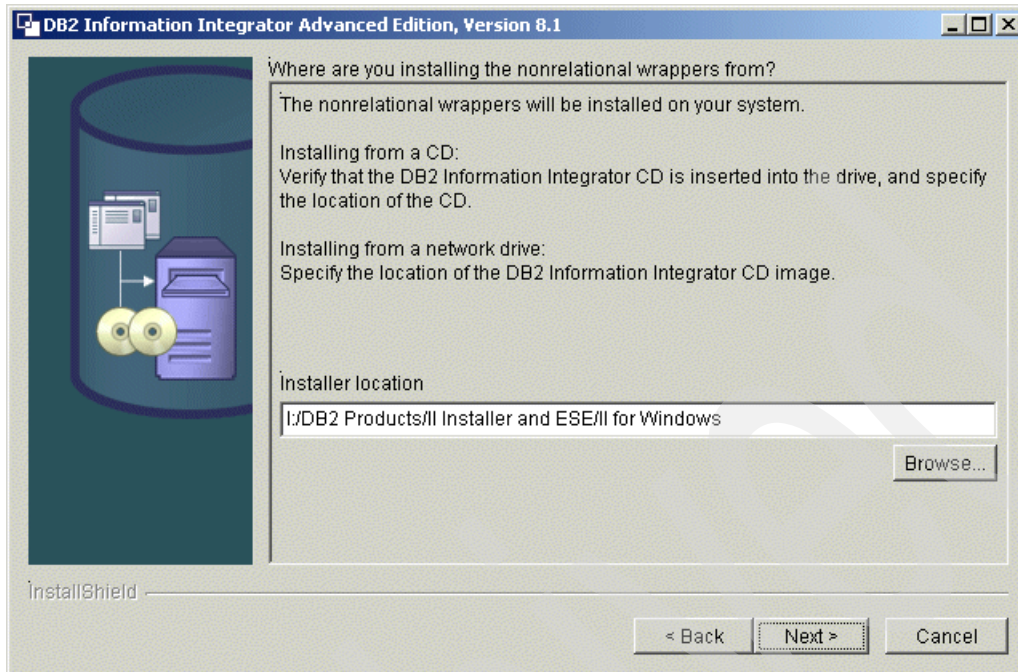 DB2 Information Integrator Advanced Edition, Version 8.1
Where are you installing the nonrelational wrappers from?
The nonrelational wrappers will be installed on your system.
Installing from a CD:
Verify that the DB2 Information Integrator CD is inserted into the drive, and specify
the location of the CD.
Installing from a network drive:
Specify the location of the DB2 Information Integrator CD image.
Installer location
I:/DB2 Products/II Installer and ESE/II for Windows
Browse...
InstallShield
< Back
Next >
Cancel